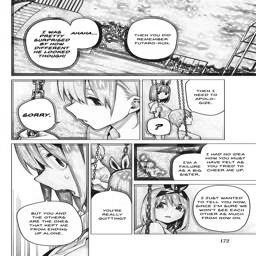 THEN YOU DID
REMEMBER
FUTARO-KUN.
AHAHA...
I WAS
PRETTY
SURPRISED
BY HOW
DIFFERENT
HE LOOKED
THOUGH!
THEN I
NEED TO
APOLO-
GIZE.
?
SORRY.
I HAD NO IDEA
HOW YOU MUST
HAVE FELT AS
YOU TRIED TO
CHEER ME UP.
I'M A
FAILURE
AS A BIG
SISTER.
I JUST WANTED
TO TELL YOU NOW,
SINCE I'M SURE WE
WON'T SEE EACH
OTHER AS MUCH
FROM NOW ON.
YOU'RE
REALLY
QUITTING?
BUT YOU AND
THE OTHERS
ARE THE ONES
THAT KEPT ME
FROM ENDING
UP ALONE.
172